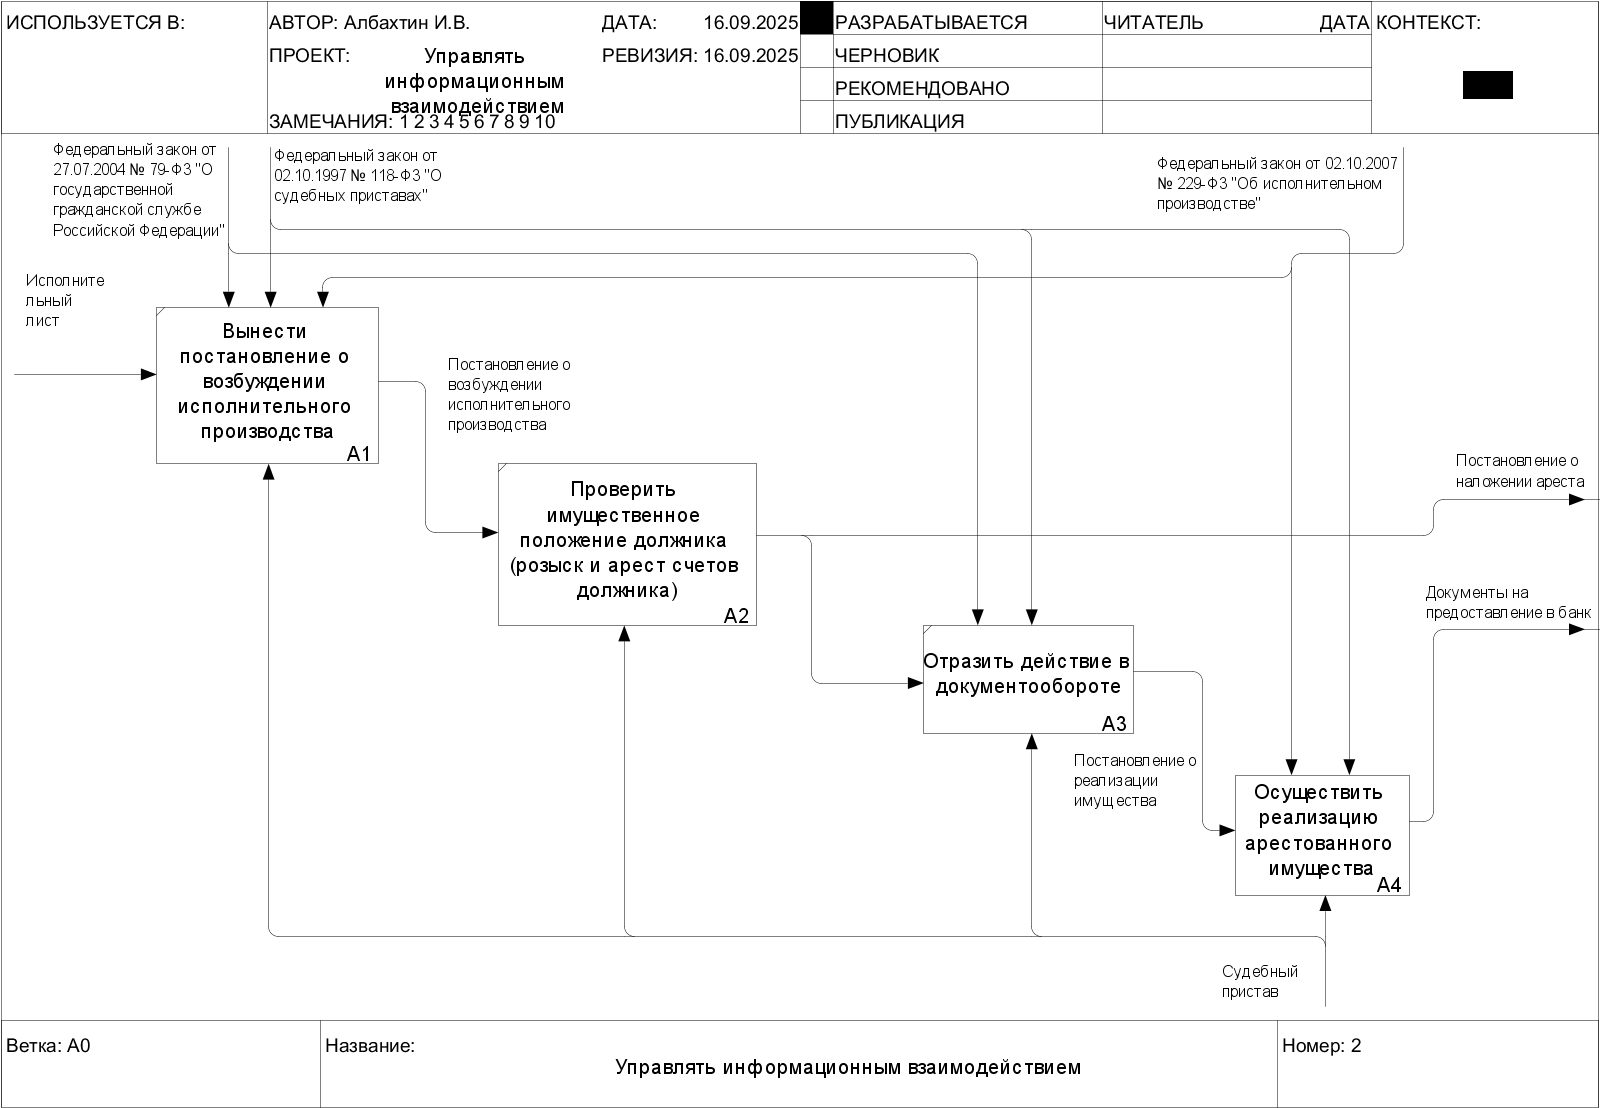 ИСПОЛЬЗУЕТСЯ В:
АВТОР: Албахтин И.В.
ДАТА: 16.09.2025
ПРОЕКТ:
Управлять
информационным
взаимодействием
РЕВИЗИЯ: 16.09.2025
ЗАМЕЧАНИЯ: 1 2 3 4 5 6 7 8 9 10
РАЗРАБАТЫВАЕТСЯ
ЧЕРНОВИК
РЕКОМЕНДОВАНО
ПУБЛИКАЦИЯ
ЧИТАТЕЛЬ
ДАТА
КОНТЕКСТ:
Федеральный закон от
27.07.2004 № 79-ФЗ "О
государственной
гражданской службе
Российской Федерации"
Федеральный закон от
02.10.1997 № 118-ФЗ "О
судебных приставах"
Федеральный закон от 02.10.2007
№ 229-ФЗ "Об исполнительном
производстве"
Исполните
льный
лист
Вынести
постановление о
возбуждении
исполнительного
производства
A1
Постановление о
возбуждении
исполнительного
производства
Проверить
имущественное
положение должника
(розыск и арест счетов
должника)
A2
Постановление о
наложении ареста
Документы на
предоставление в банк
Отразить действие в
документообороте
A3
Постановление о
реализации
имущества
Осуществить
реализацию
арестованного
имущества
A4
Судебный
пристав
Ветка: A0
Название:
Управлять информационным взаимодействием
Номер: 2